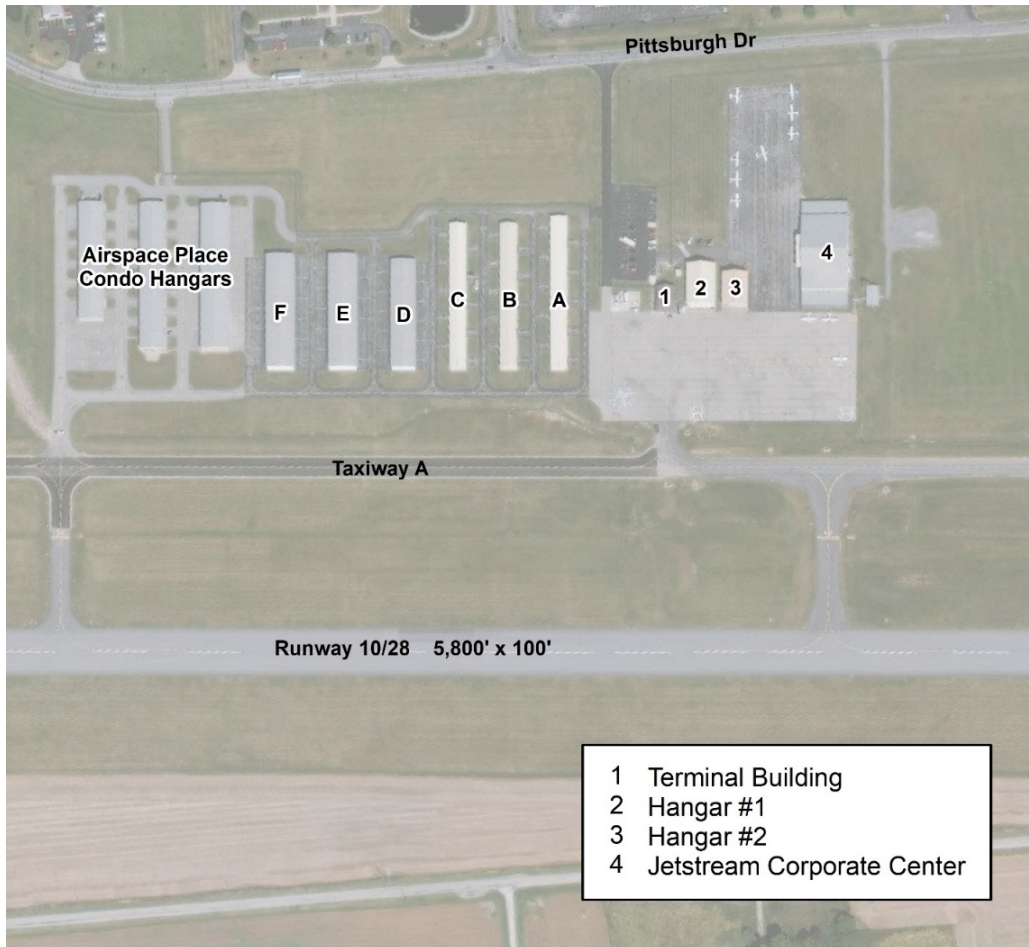 Pittsburgh Dr
Airspace Place
Condo Hangars
F
E
D
C
B
A
1
2
3
4
Taxiway A
Runway 10/28 5,800' x 100'
1 Terminal Building
2 Hangar #1
3 Hangar #2
4 Jetstream Corporate Center